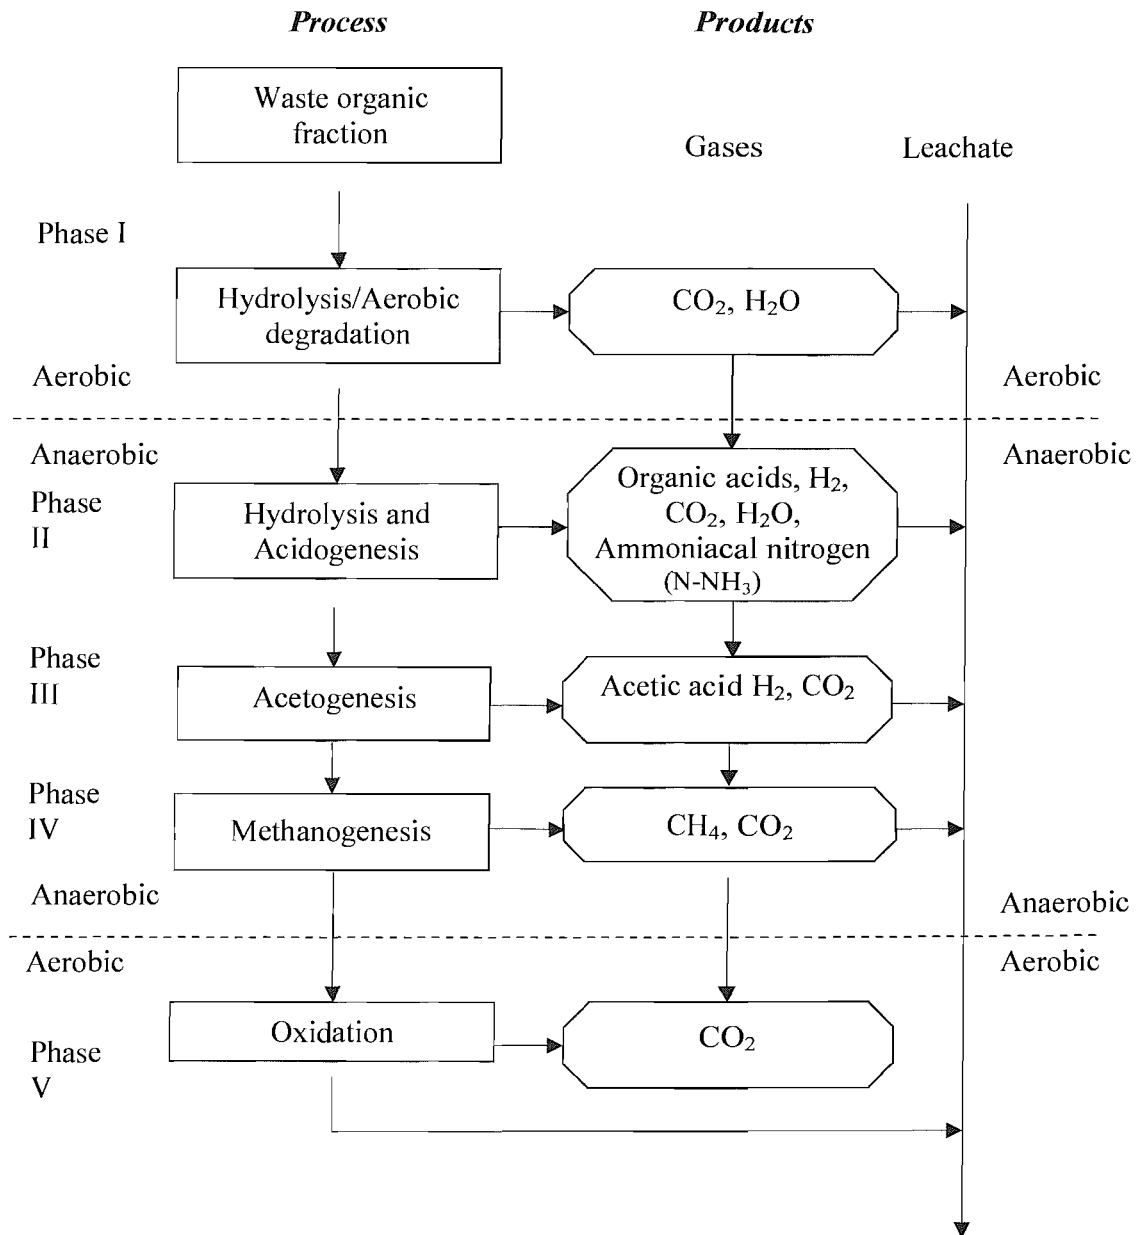 Process
Products
Waste organic
fraction
Gases
Leachate
Phase I
Hydrolysis/Aerobic
degradation
CO₂, H₂O
Aerobic
Aerobic
Anaerobic
Anaerobic
Phase
II
Hydrolysis and
Acidogenesis
Organic acids, H₂,
CO₂, H₂O,
Ammoniacal nitrogen
(N-NH₃)
Phase
III
Acetogenesis
Acetic acid H₂, CO₂
Phase
IV
Methanogenesis
CH₄, CO₂
Anaerobic
Anaerobic
Aerobic
Aerobic
Oxidation
CO₂
Phase
V